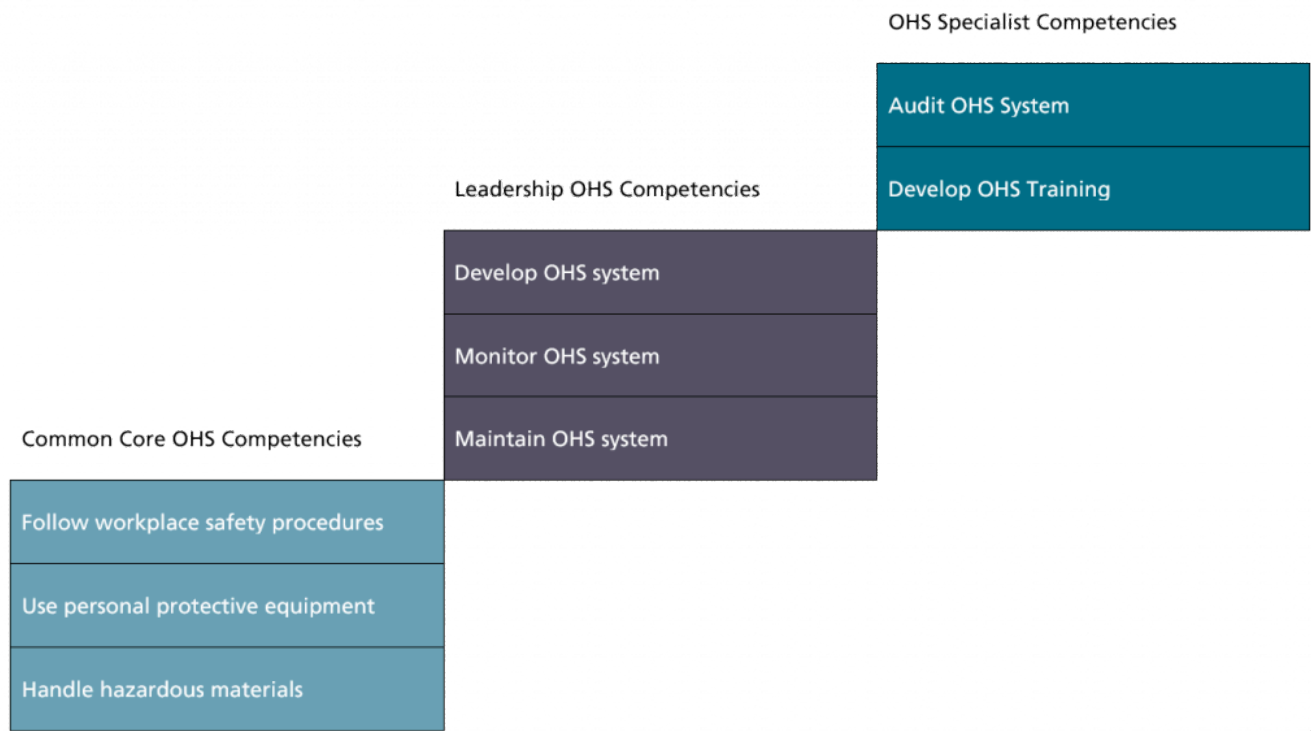 OHS Specialist Competencies
Audit OHS System
Develop OHS Training
Leadership OHS Competencies
Develop OHS system
Monitor OHS system
Maintain OHS system
Common Core OHS Competencies
Follow workplace safety procedures
Use personal protective equipment
Handle hazardous materials